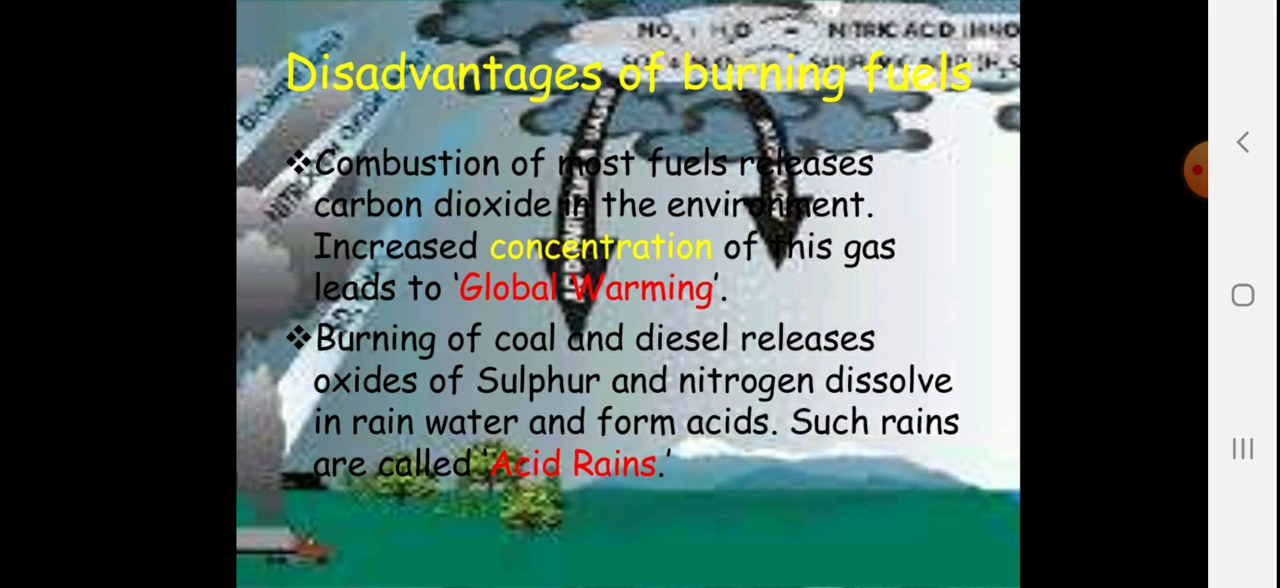 NOx + H2O = NITRIC ACID (HNO
Disadvantages of burning fuels
❖Combustion of most fuels releases
carbon dioxide in the environment.
Increased concentration of this gas
leads to ‘Global Warming’.
❖Burning of coal and diesel releases
oxides of Sulphur and nitrogen dissolve
in rain water and form acids. Such rains
are called ‘Acid Rains.’